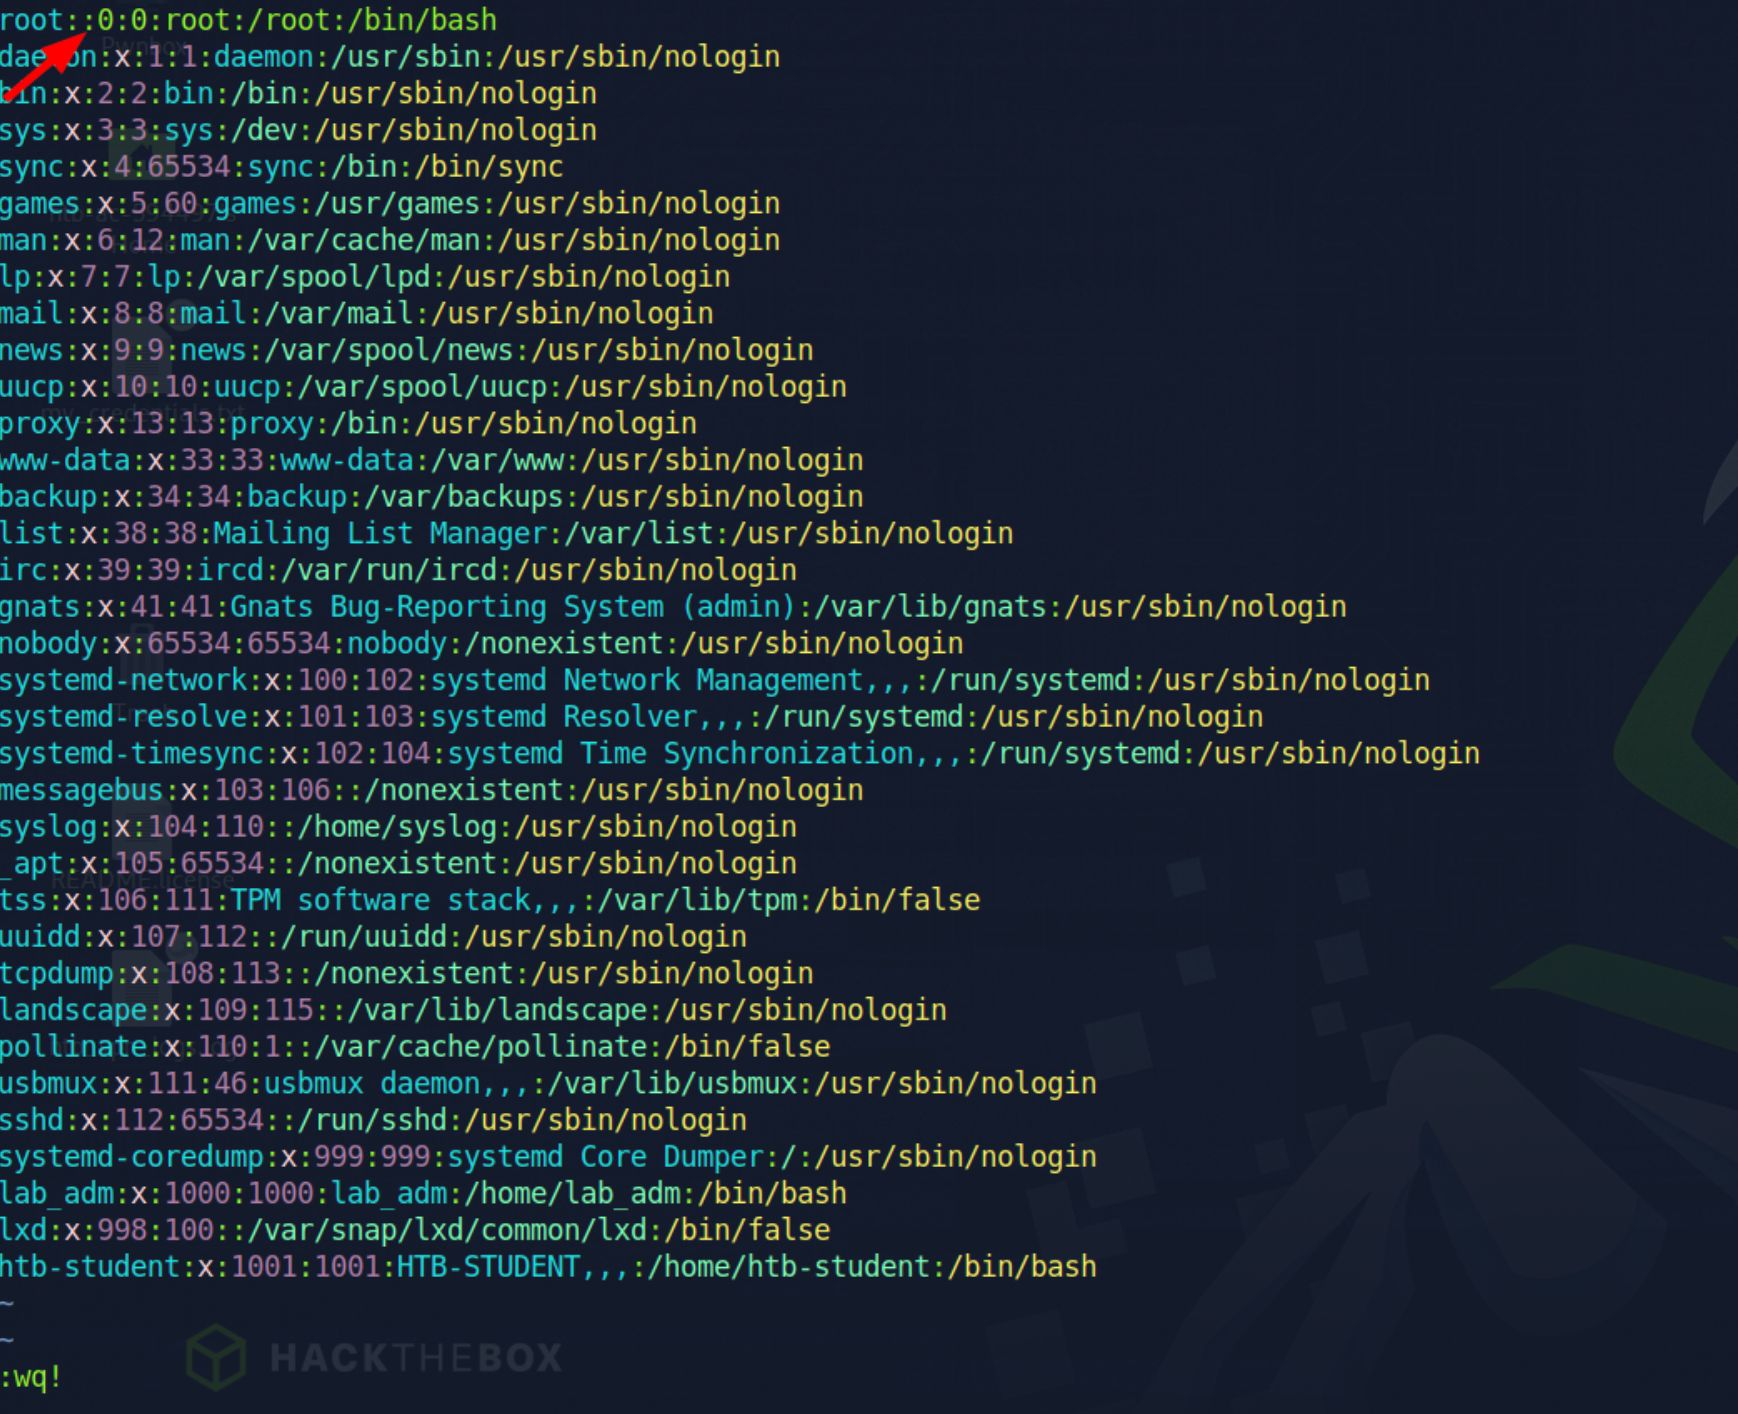 root::0:0:root:/root:/bin/bash
daemon:x:1:1:daemon:/usr/sbin:/usr/sbin/nologin
bin:x:2:2:bin:/bin:/usr/sbin/nologin
sys:x:3:3:sys:/dev:/usr/sbin/nologin
sync:x:4:65534:sync:/bin:/bin/sync
games:x:5:60:games:/usr/games:/usr/sbin/nologin
man:x:6:12:man:/var/cache/man:/usr/sbin/nologin
lp:x:7:7:lp:/var/spool/lpd:/usr/sbin/nologin
mail:x:8:8:mail:/var/mail:/usr/sbin/nologin
news:x:9:9:news:/var/spool/news:/usr/sbin/nologin
uucp:x:10:10:uucp:/var/spool/uucp:/usr/sbin/nologin
proxy:x:13:13:proxy:/bin:/usr/sbin/nologin
www-data:x:33:33:www-data:/var/www:/usr/sbin/nologin
backup:x:34:34:backup:/var/backups:/usr/sbin/nologin
list:x:38:38:Mailing List Manager:/var/list:/usr/sbin/nologin
irc:x:39:39:ircd:/var/run/ircd:/usr/sbin/nologin
gnats:x:41:41:Gnats Bug-Reporting System (admin):/var/lib/gnats:/usr/sbin/nologin
nobody:x:65534:65534:nobody:/nonexistent:/usr/sbin/nologin
systemd-network:x:100:102:systemd Network Management,,,:/run/systemd:/usr/sbin/nologin
systemd-resolve:x:101:103:systemd Resolver,,,:/run/systemd:/usr/sbin/nologin
systemd-timesync:x:102:104:systemd Time Synchronization,,,:/run/systemd:/usr/sbin/nologin
messagebus:x:103:106::/nonexistent:/usr/sbin/nologin
syslog:x:104:110::/home/syslog:/usr/sbin/nologin
_apt:x:105:65534::/nonexistent:/usr/sbin/nologin
tss:x:106:111:TPM software stack,,,:/var/lib/tpm:/bin/false
uuidd:x:107:112::/run/uuidd:/usr/sbin/nologin
tcpdump:x:108:113::/nonexistent:/usr/sbin/nologin
landscape:x:109:115::/var/lib/landscape:/usr/sbin/nologin
pollinate:x:110:1::/var/cache/pollinate:/bin/false
usbmux:x:111:46:usbmux daemon,,,:/var/lib/usbmux:/usr/sbin/nologin
sshd:x:112:65534::/run/sshd:/usr/sbin/nologin
systemd-coredump:x:999:999:systemd Core Dumper:/:/usr/sbin/nologin
lab_adm:x:1000:1000:lab_adm:/home/lab_adm:/bin/bash
lxd:x:998:100::/var/snap/lxd/common/lxd:/bin/false
htb-student:x:1001:1001:HTB-STUDENT,,,:/home/htb-student:/bin/bash
~
~
HACKTHEBOX
:wq!